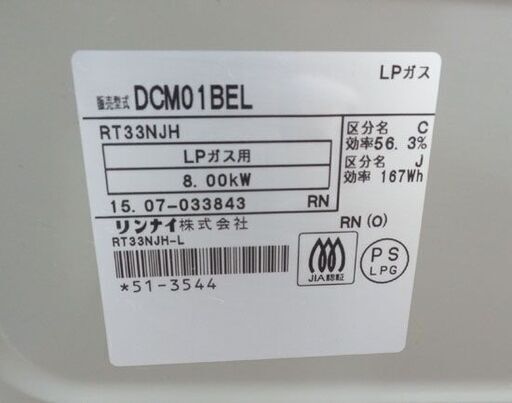 LPガス
販売型式 DCM01BEL
RT33NJH
LPガス用
8.00kW
15.07-033843 RN
区分名 C
効率56.3%
区分名 J
効率 167Wh
リンナイ株式会社
RN (O)
RT33NJH-L
*51-3544
JIA認証
PS
LPG